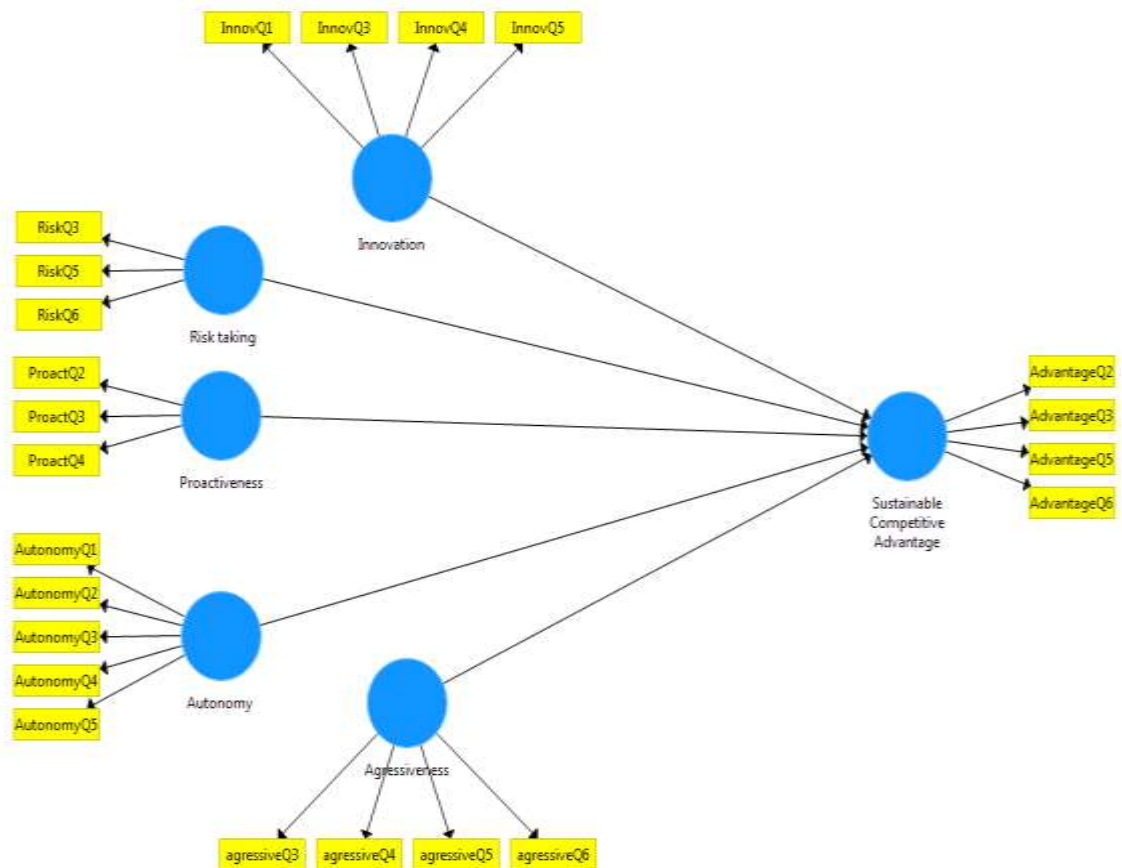 InnovQ1
InnovQ3
InnovQ4
InnovQ5
Innovation
RiskQ3
RiskQ5
RiskQ6
Risk taking
ProactQ2
ProactQ3
ProactQ4
Proactiveness
AdvantageQ2
AdvantageQ3
AdvantageQ5
AdvantageQ6
Sustainable
Competitive
Advantage
AutonomyQ1
AutonomyQ2
AutonomyQ3
AutonomyQ4
AutonomyQ5
Autonomy
Agressiveness
agressiveQ3
agressiveQ4
agressiveQ5
agressiveQ6